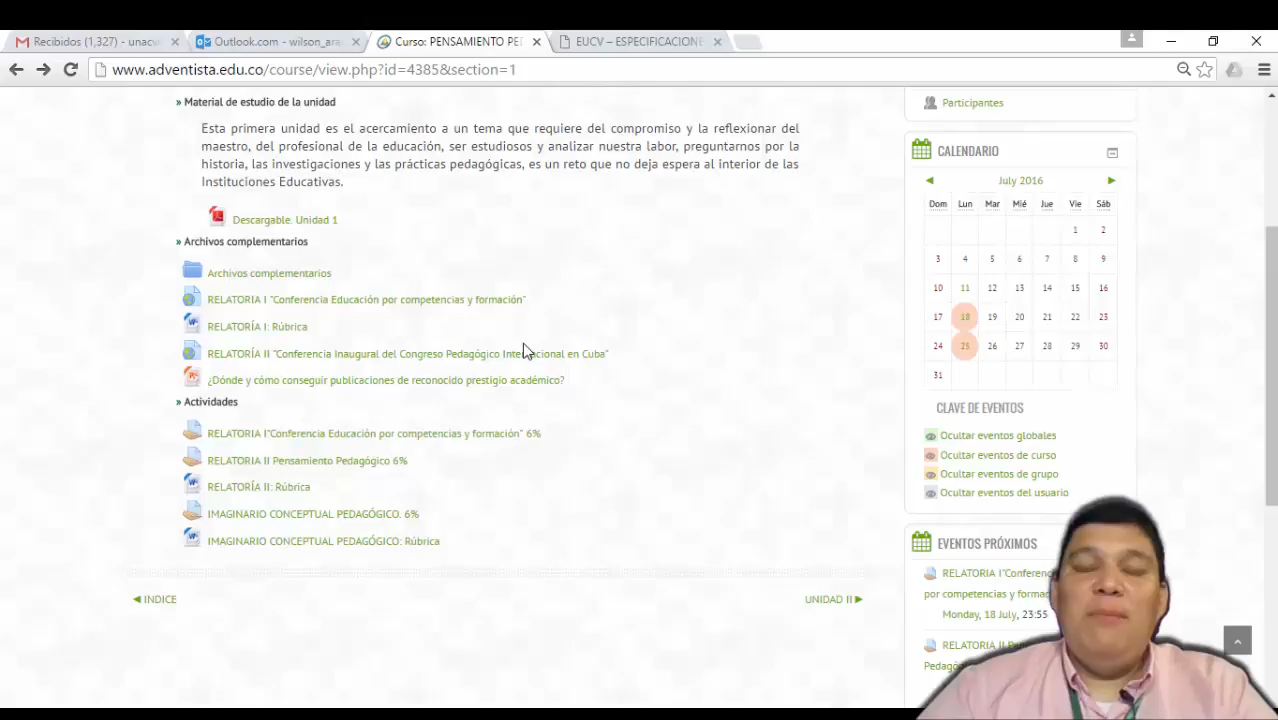 Recibidos (1,327) - unacv
Outlook.com - wilson_ara
Curso: PENSAMIENTO PE
EUCV – ESPECIFICACION
www.adventista.edu.co/course/view.php?id=4385&section=1
» Material de estudio de la unidad
Esta primera unidad es el acercamiento a un tema que requiere del compromiso y la reflexionar del
maestro, del profesional de la educación, ser estudiosos y analizar nuestra labor, preguntarnos por la
historia, las investigaciones y las prácticas pedagógicas, es un reto que no deja espera al interior de las
Instituciones Educativas.
Descargable. Unidad 1
» Archivos complementarios
Archivos complementarios
RELATORIA I "Conferencia Educación por competencias y formación"
RELATORÍA I: Rúbrica
RELATORÍA II "Conferencia Inaugural del Congreso Pedagógico Internacional en Cuba"
¿Dónde y cómo conseguir publicaciones de reconocido prestigio académico?
» Actividades
RELATORIA I"Conferencia Educación por competencias y formación" 6%
RELATORIA II Pensamiento Pedagógico 6%
RELATORÍA II: Rúbrica
IMAGINARIO CONCEPTUAL PEDAGÓGICO. 6%
IMAGINARIO CONCEPTUAL PEDAGÓGICO: Rúbrica
◄ INDICE
UNIDAD II ►
Participantes
CALENDARIO
◄ July 2016 ►
Dom Lun Mar Mié Jue Vie Sáb
1 2
3 4 5 6 7 8 9
10 11 12 13 14 15 16
17 18 19 20 21 22 23
24 25 26 27 28 29 30
31
CLAVE DE EVENTOS
Ocultar eventos globales
Ocultar eventos de curso
Ocultar eventos de grupo
Ocultar eventos del usuario
EVENTOS PRÓXIMOS
RELATORIA I"Conferenc
por competencias y forma
Monday, 18 July, 23:55
RELATORIA II
Pedagó